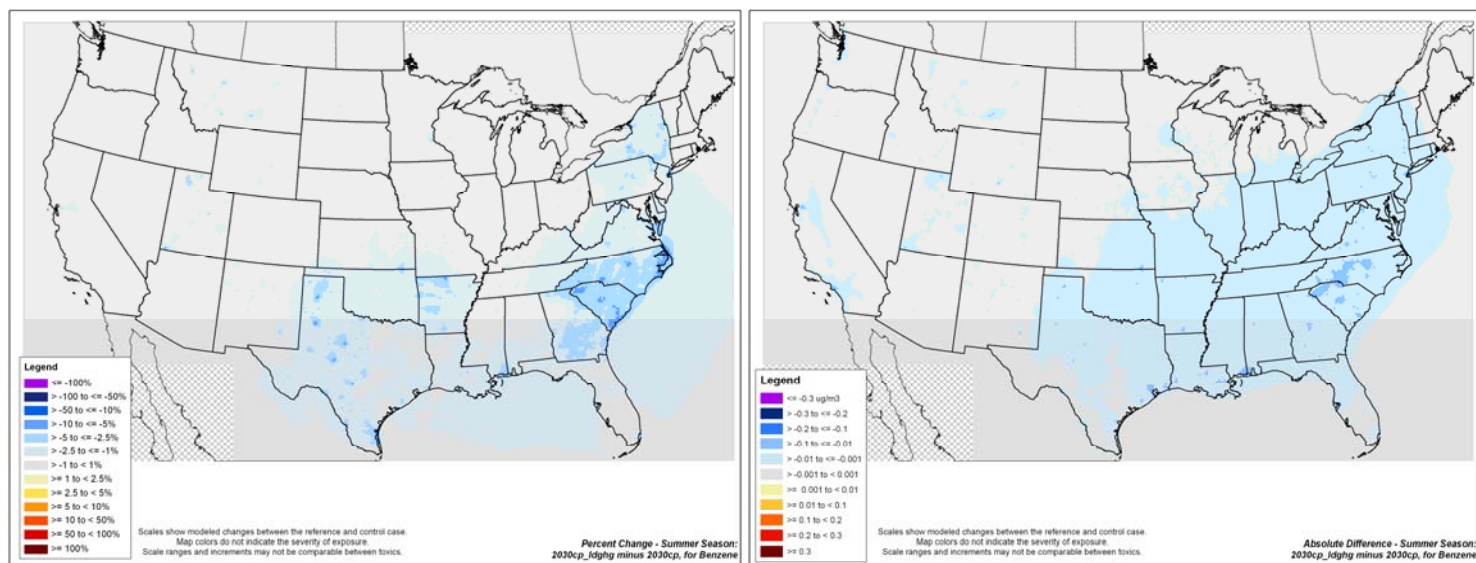 Legend
<= -100%
> -100 to <= -50%
> -50 to <= -10%
> -10 to <= -5%
> -5 to <= -2.5%
> -2.5 to <= -1%
> -1 to < 1%
>= 1 to < 2.5%
>= 2.5 to < 5%
>= 5 to < 10%
>= 10 to < 50%
>= 50 to < 100%
>= 100%
Scales show modeled changes between the reference and control case.
Map colors do not indicate the severity of exposure.
Scale ranges and increments may not be comparable between toxics.
Percent Change - Summer Season:
2030cp_ldghg minus 2030cp, for Benzene
Legend
<= -0.3 ug/m3
> -0.3 to <= -0.2
> -0.2 to <= -0.1
> -0.1 to <= -0.01
> -0.01 to <= -0.001
> -0.001 to < 0.001
>= 0.001 to < 0.01
>= 0.01 to < 0.1
>= 0.1 to < 0.2
>= 0.2 to < 0.3
>= 0.3
Scales show modeled changes between the reference and control case.
Map colors do not indicate the severity of exposure.
Scale ranges and increments may not be comparable between toxics.
Absolute Difference - Summer Season:
2030cp_ldghg minus 2030cp, for Benzene